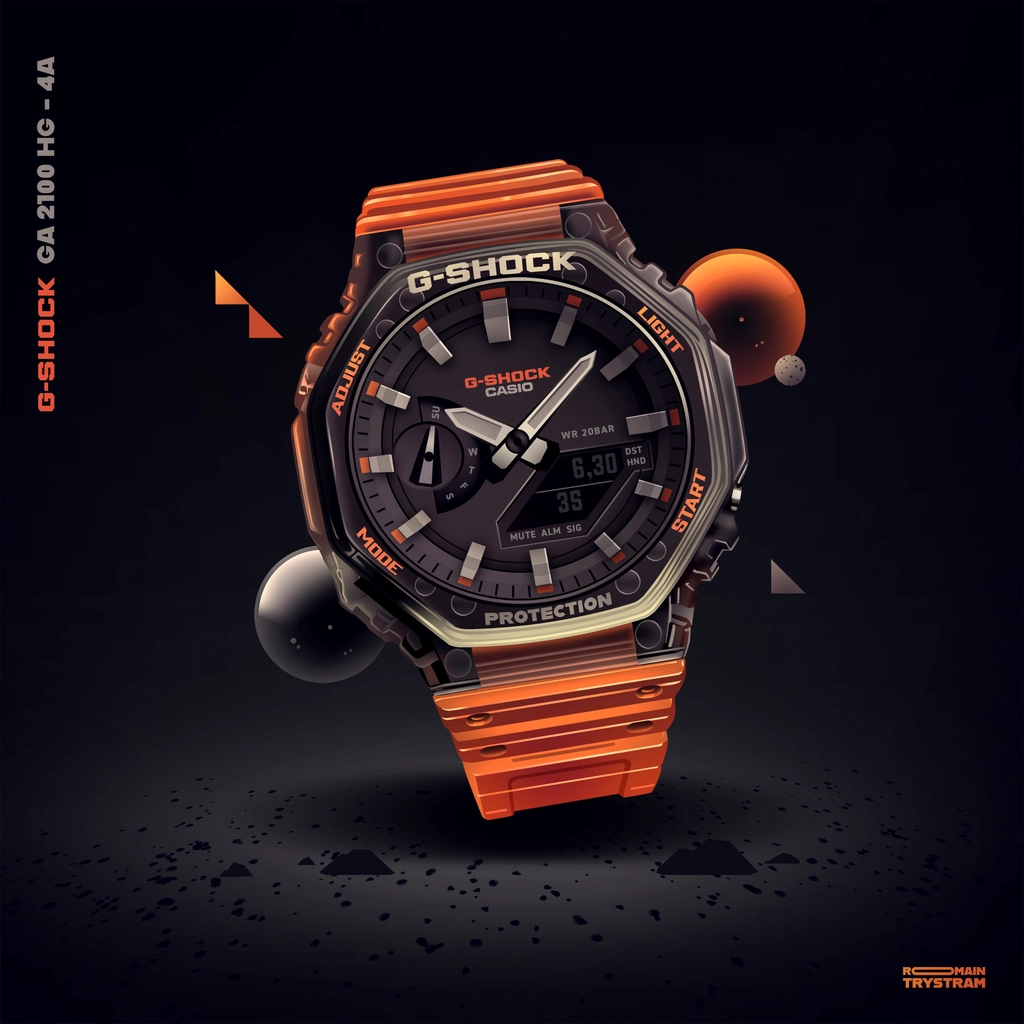 G-SHOCK GA 2100 HG - 4A
G-SHOCK
ADJUST
LIGHT
G-SHOCK
CASIO
SU
W
T
F
S
WR 20BAR
6,30
DST
HND
3S
MUTE ALM SIG
START
MODE
PROTECTION
ROMAIN
TRYSTRAM